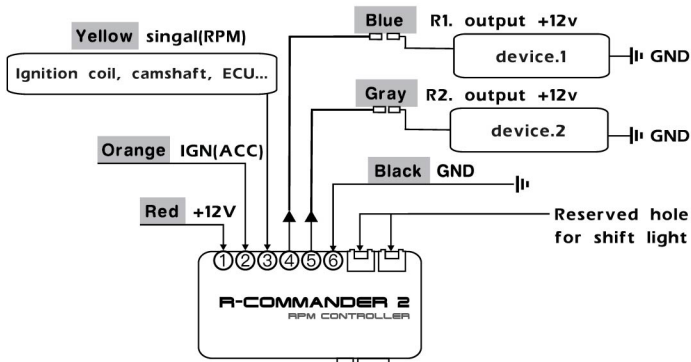 Blue R1. output +12v
Yellow singal(RPM)
device.1
GND
Ignition coil, camshaft, ECU...
Gray R2. output +12v
device.2
GND
Orange IGN(ACC)
Black GND
Red +12V
Reserved hole
for shift light
1 2 3 4 5 6
R-COMMANDER 2
RPM CONTROLLER